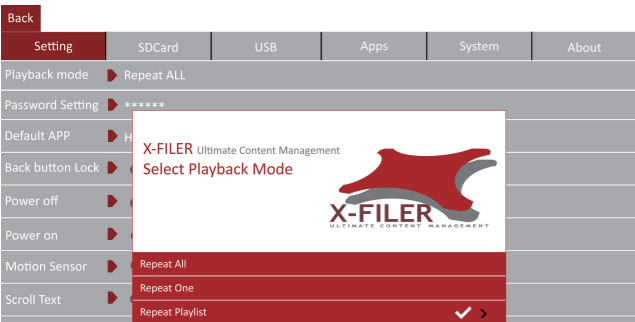 Back
Setting SDCard USB Apps System About
Playback mode Repeat ALL
Password Setting ******
Default APP H
X-FILER Ultimate Content Management
Back button Lock
Select Playback Mode
Power off
X-FILER
ULTIMATE CONTENT MANAGEMENT
Power on
Motion Sensor
Repeat All
Repeat One
Scroll Text
Repeat Playlist